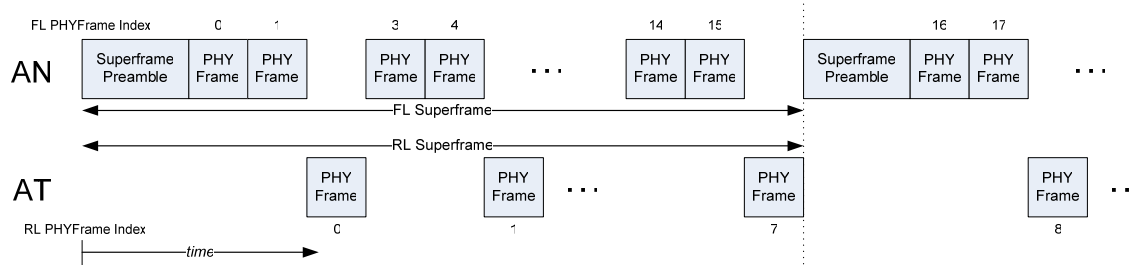 FL PHYFrame Index 0 1 3 4 14 15 16 17
AN
Superframe Preamble
PHY Frame
PHY Frame
PHY Frame
PHY Frame
...
PHY Frame
PHY Frame
Superframe Preamble
PHY Frame
PHY Frame
...
FL Superframe
RL Superframe
AT
PHY Frame
PHY Frame
...
PHY Frame
PHY Frame
..
RL PHYFrame Index 0 1 7 8
time